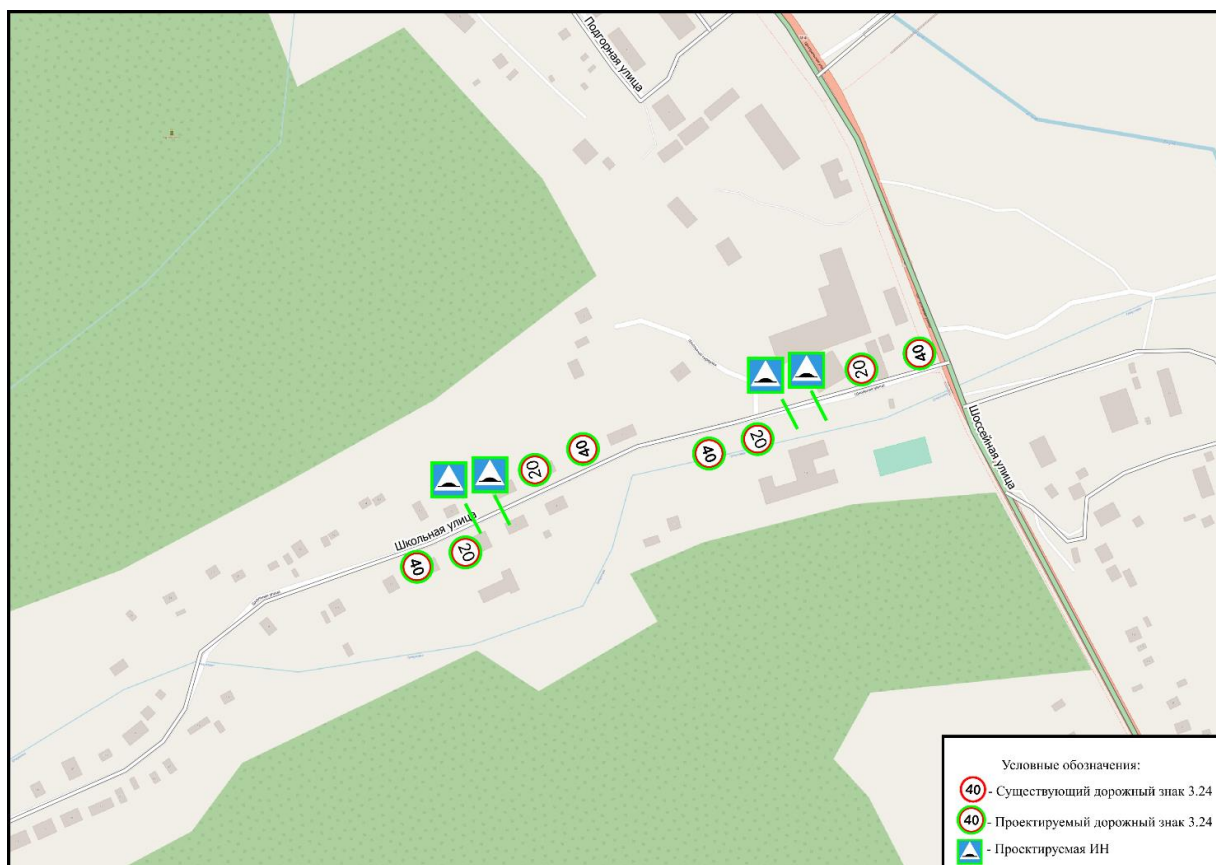 Подгорная улица
40
20
20
40
40
20
Шоссейная улица
Школьная улица
40
20
Условные обозначения:
40 - Существующий дорожный знак 3.24
40 - Проектируемый дорожный знак 3.24
- Проектируемая ИН